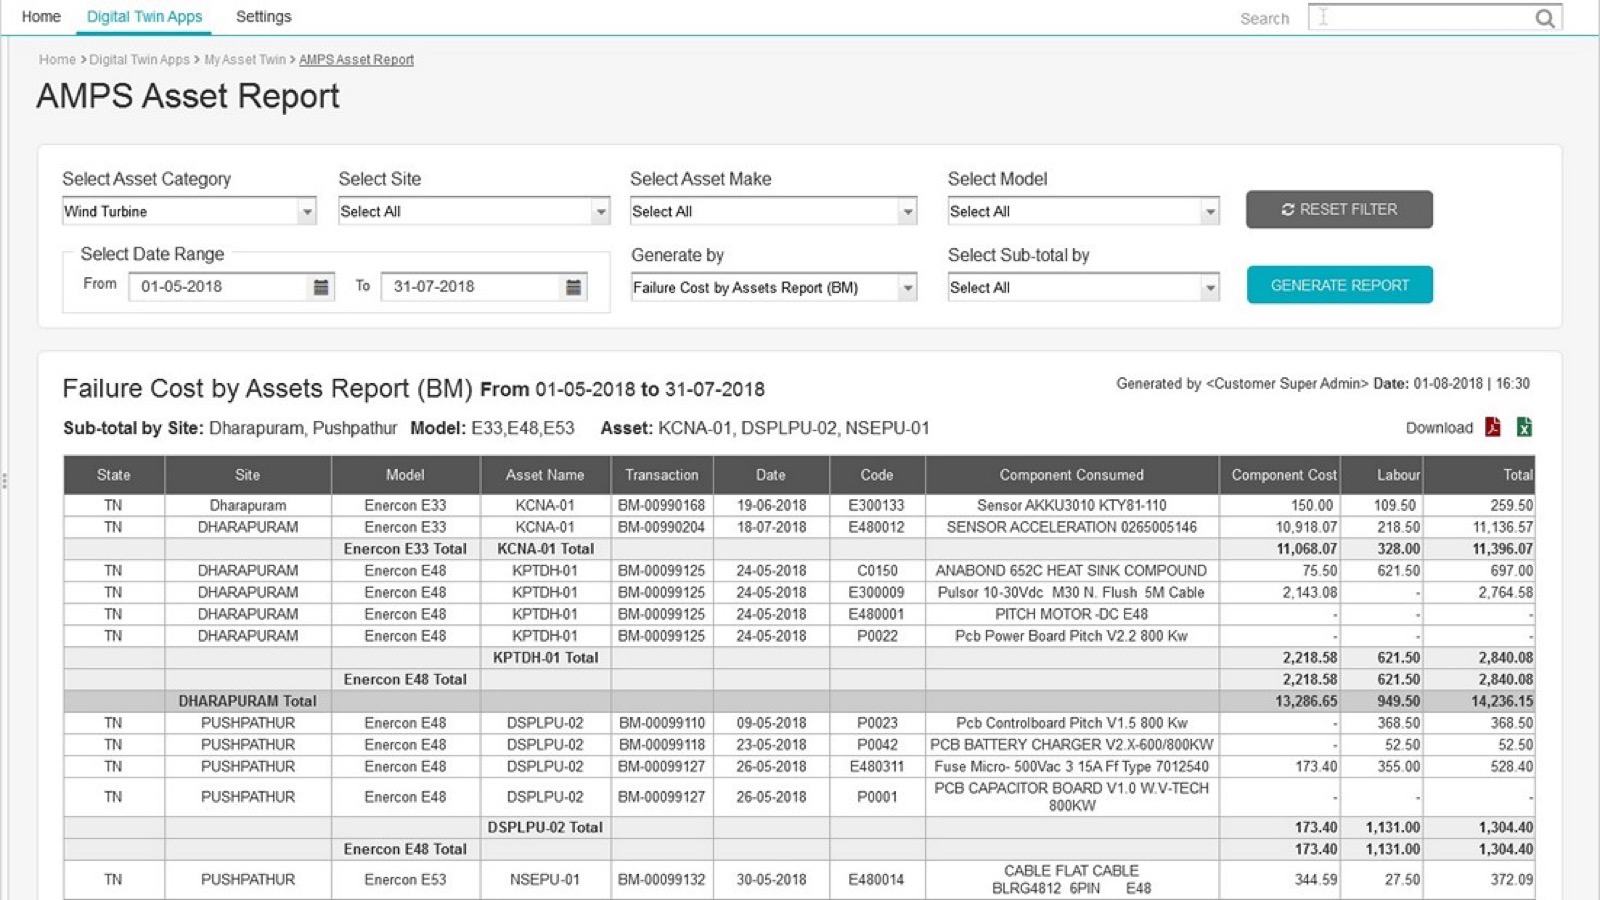 Home Digital Twin Apps Settings Search
Home > Digital Twin Apps > My Asset Twin > AMPS Asset Report
AMPS Asset Report
Select Asset Category Select Site Select Asset Make Select Model
Wind Turbine Select All Select All Select All RESET FILTER
Select Date Range Generate by Select Sub-total by
From 01-05-2018 To 31-07-2018 Failure Cost by Assets Report (BM) Select All GENERATE REPORT
Failure Cost by Assets Report (BM) From 01-05-2018 to 31-07-2018 Generated by <Customer Super Admin> Date: 01-08-2018 | 16:30
Sub-total by Site: Dharapuram, Pushpathur Model: E33,E48,E53 Asset: KCNA-01, DSPLPU-02, NSEPU-01 Download
State Site Model Asset Name Transaction Date Code Component Consumed Component Cost Labour Total
TN Dharapuram Enercon E33 KCNA-01 BM-00990168 19-06-2018 E300133 Sensor AKKU3010 KTY81-110 150.00 109.50 259.50
TN DHARAPURAM Enercon E33 KCNA-01 BM-00990204 18-07-2018 E480012 SENSOR ACCELERATION 0265005146 10,918.07 218.50 11,136.57
Enercon E33 Total KCNA-01 Total 11,068.07 328.00 11,396.07
TN DHARAPURAM Enercon E48 KPTDH-01 BM-00099125 24-05-2018 C0150 ANABOND 652C HEAT SINK COMPOUND 75.50 621.50 697.00
TN DHARAPURAM Enercon E48 KPTDH-01 BM-00099125 24-05-2018 E300009 Pulsor 10-30Vdc M30 N. Flush 5M Cable 2,143.08 - 2,764.58
TN DHARAPURAM Enercon E48 KPTDH-01 BM-00099125 24-05-2018 E480001 PITCH MOTOR -DC E48 - - -
TN DHARAPURAM Enercon E48 KPTDH-01 BM-00099125 24-05-2018 P0022 Pcb Power Board Pitch V2.2 800 Kw - - -
KPTDH-01 Total 2,218.58 621.50 2,840.08
Enercon E48 Total 2,218.58 621.50 2,840.08
DHARAPURAM Total 13,286.65 949.50 14,236.15
TN PUSHPATHUR Enercon E48 DSPLPU-02 BM-00099110 09-05-2018 P0023 Pcb Controlboard Pitch V1.5 800 Kw - 368.50 368.50
TN PUSHPATHUR Enercon E48 DSPLPU-02 BM-00099118 23-05-2018 P0042 PCB BATTERY CHARGER V2.X-600/800KW - 52.50 52.50
TN PUSHPATHUR Enercon E48 DSPLPU-02 BM-00099127 26-05-2018 E480311 Fuse Micro- 500Vac 3 15A Ff Type 7012540 173.40 355.00 528.40
TN PUSHPATHUR Enercon E48 DSPLPU-02 BM-00099127 26-05-2018 P0001 PCB CAPACITOR BOARD V1.0 W.V-TECH - - -
800KW
DSPLPU-02 Total 173.40 1,131.00 1,304.40
Enercon E48 Total 173.40 1,131.00 1,304.40
TN PUSHPATHUR Enercon E53 NSEPU-01 BM-00099132 30-05-2018 E480014 CABLE FLAT CABLE 344.59 27.50 372.09
BLRG4812 6PIN E48